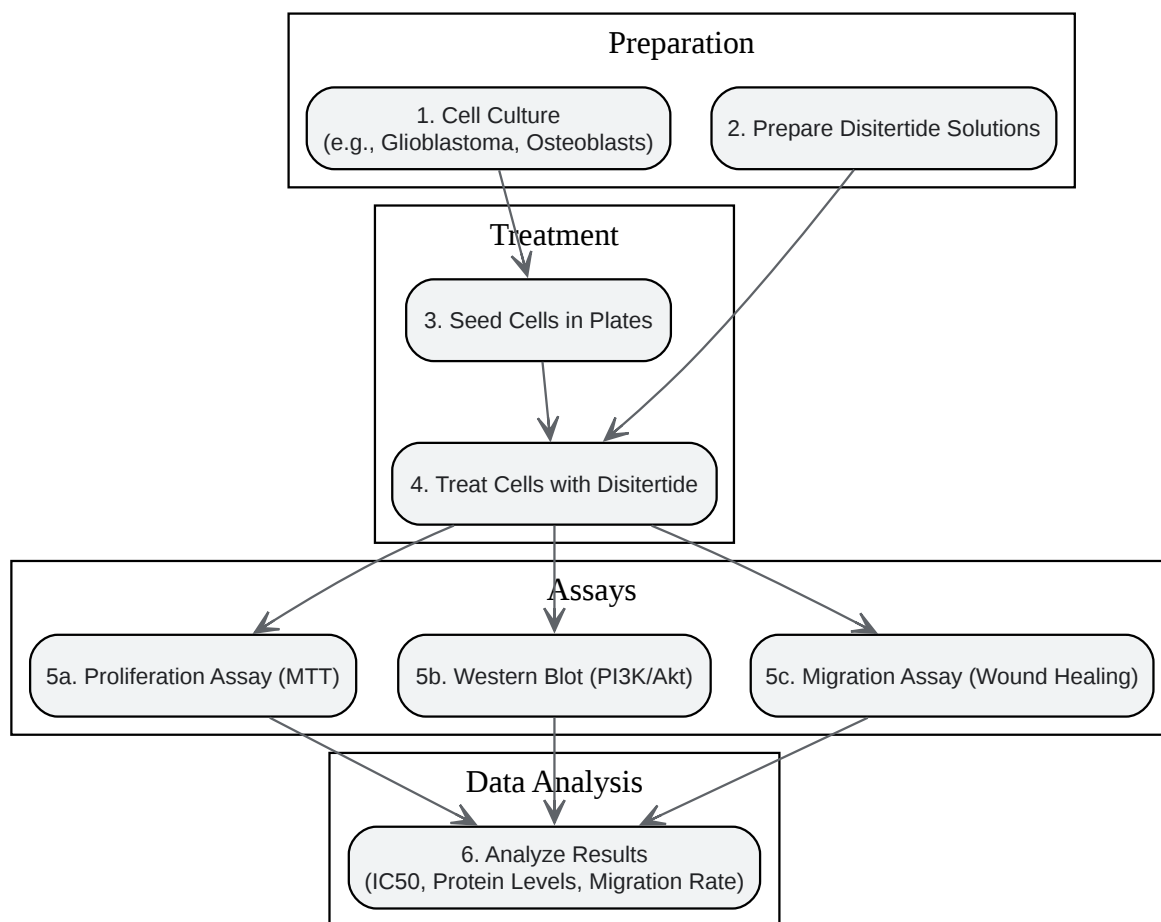 Preparation
1. Cell Culture
(e.g., Glioblastoma, Osteoblasts)
2. Prepare Disitertide Solutions
Treatment
3. Seed Cells in Plates
4. Treat Cells with Disitertide
Assays
5a. Proliferation Assay (MTT)
5b. Western Blot (PI3K/Akt)
5c. Migration Assay (Wound Healing)
Data Analysis
6. Analyze Results
(IC50, Protein Levels, Migration Rate)